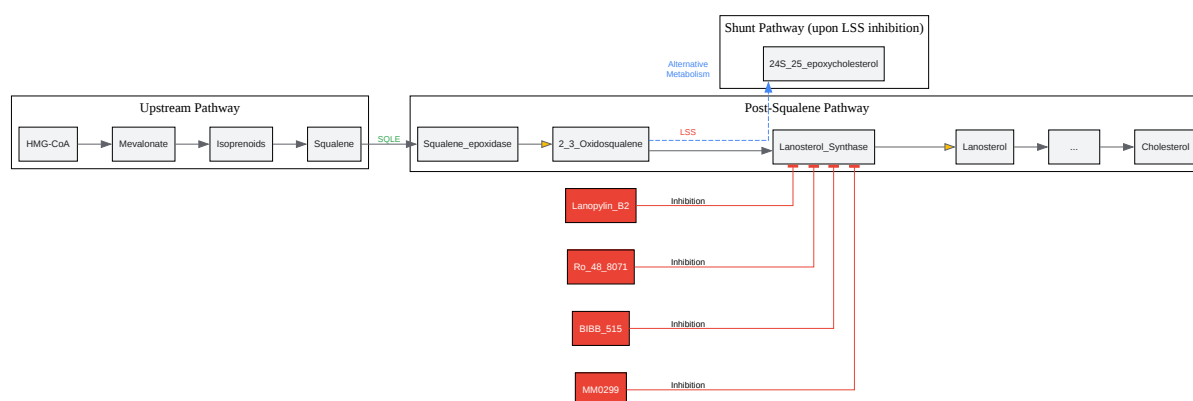 Shunt Pathway (upon LSS inhibition)
24S_25_epoxycholesterol
Alternative
Metabolism
Upstream Pathway
Post-Squalene Pathway
HMG-CoA
Mevalonate
Isoprenoids
Squalene
SQLE
Squalene_epoxidase
2_3_Oxidosqualene
LSS
Lanosterol_Synthase
Lanosterol
...
Cholesterol
Lanopylin_B2
Inhibition
Ro_48_8071
Inhibition
BIBB_515
Inhibition
MM0299
Inhibition